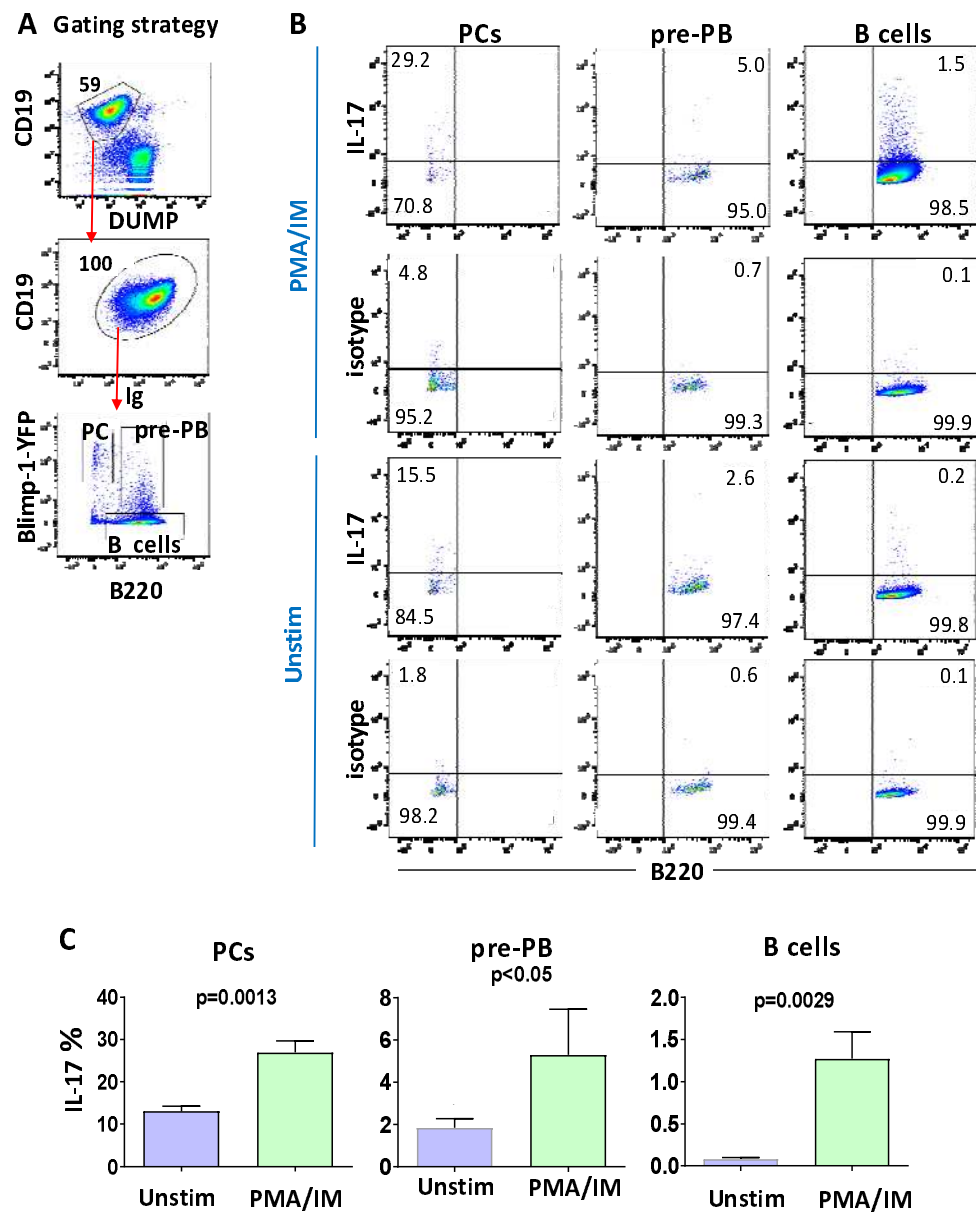 A Gating strategy
CD19
59
DUMP
CD19
100
Ig
Blimp-1-YFP
PC
pre-PB
B cells
B220
B
PCs
pre-PB
B cells
PMA/IM
IL-17
29.2
70.8
5.0
95.0
1.5
98.5
isotype
4.8
95.2
0.7
99.3
0.1
99.9
Unstim
IL-17
15.5
84.5
2.6
97.4
0.2
99.8
isotype
1.8
98.2
0.6
99.4
0.1
99.9
B220
C
PCs
p=0.0013
IL-17 %
40
30
20
10
0
Unstim PMA/IM
pre-PB
p<0.05
8
6
4
2
0
Unstim PMA/IM
B cells
p=0.0029
2.0
1.5
1.0
0.5
0.0
Unstim PMA/IM